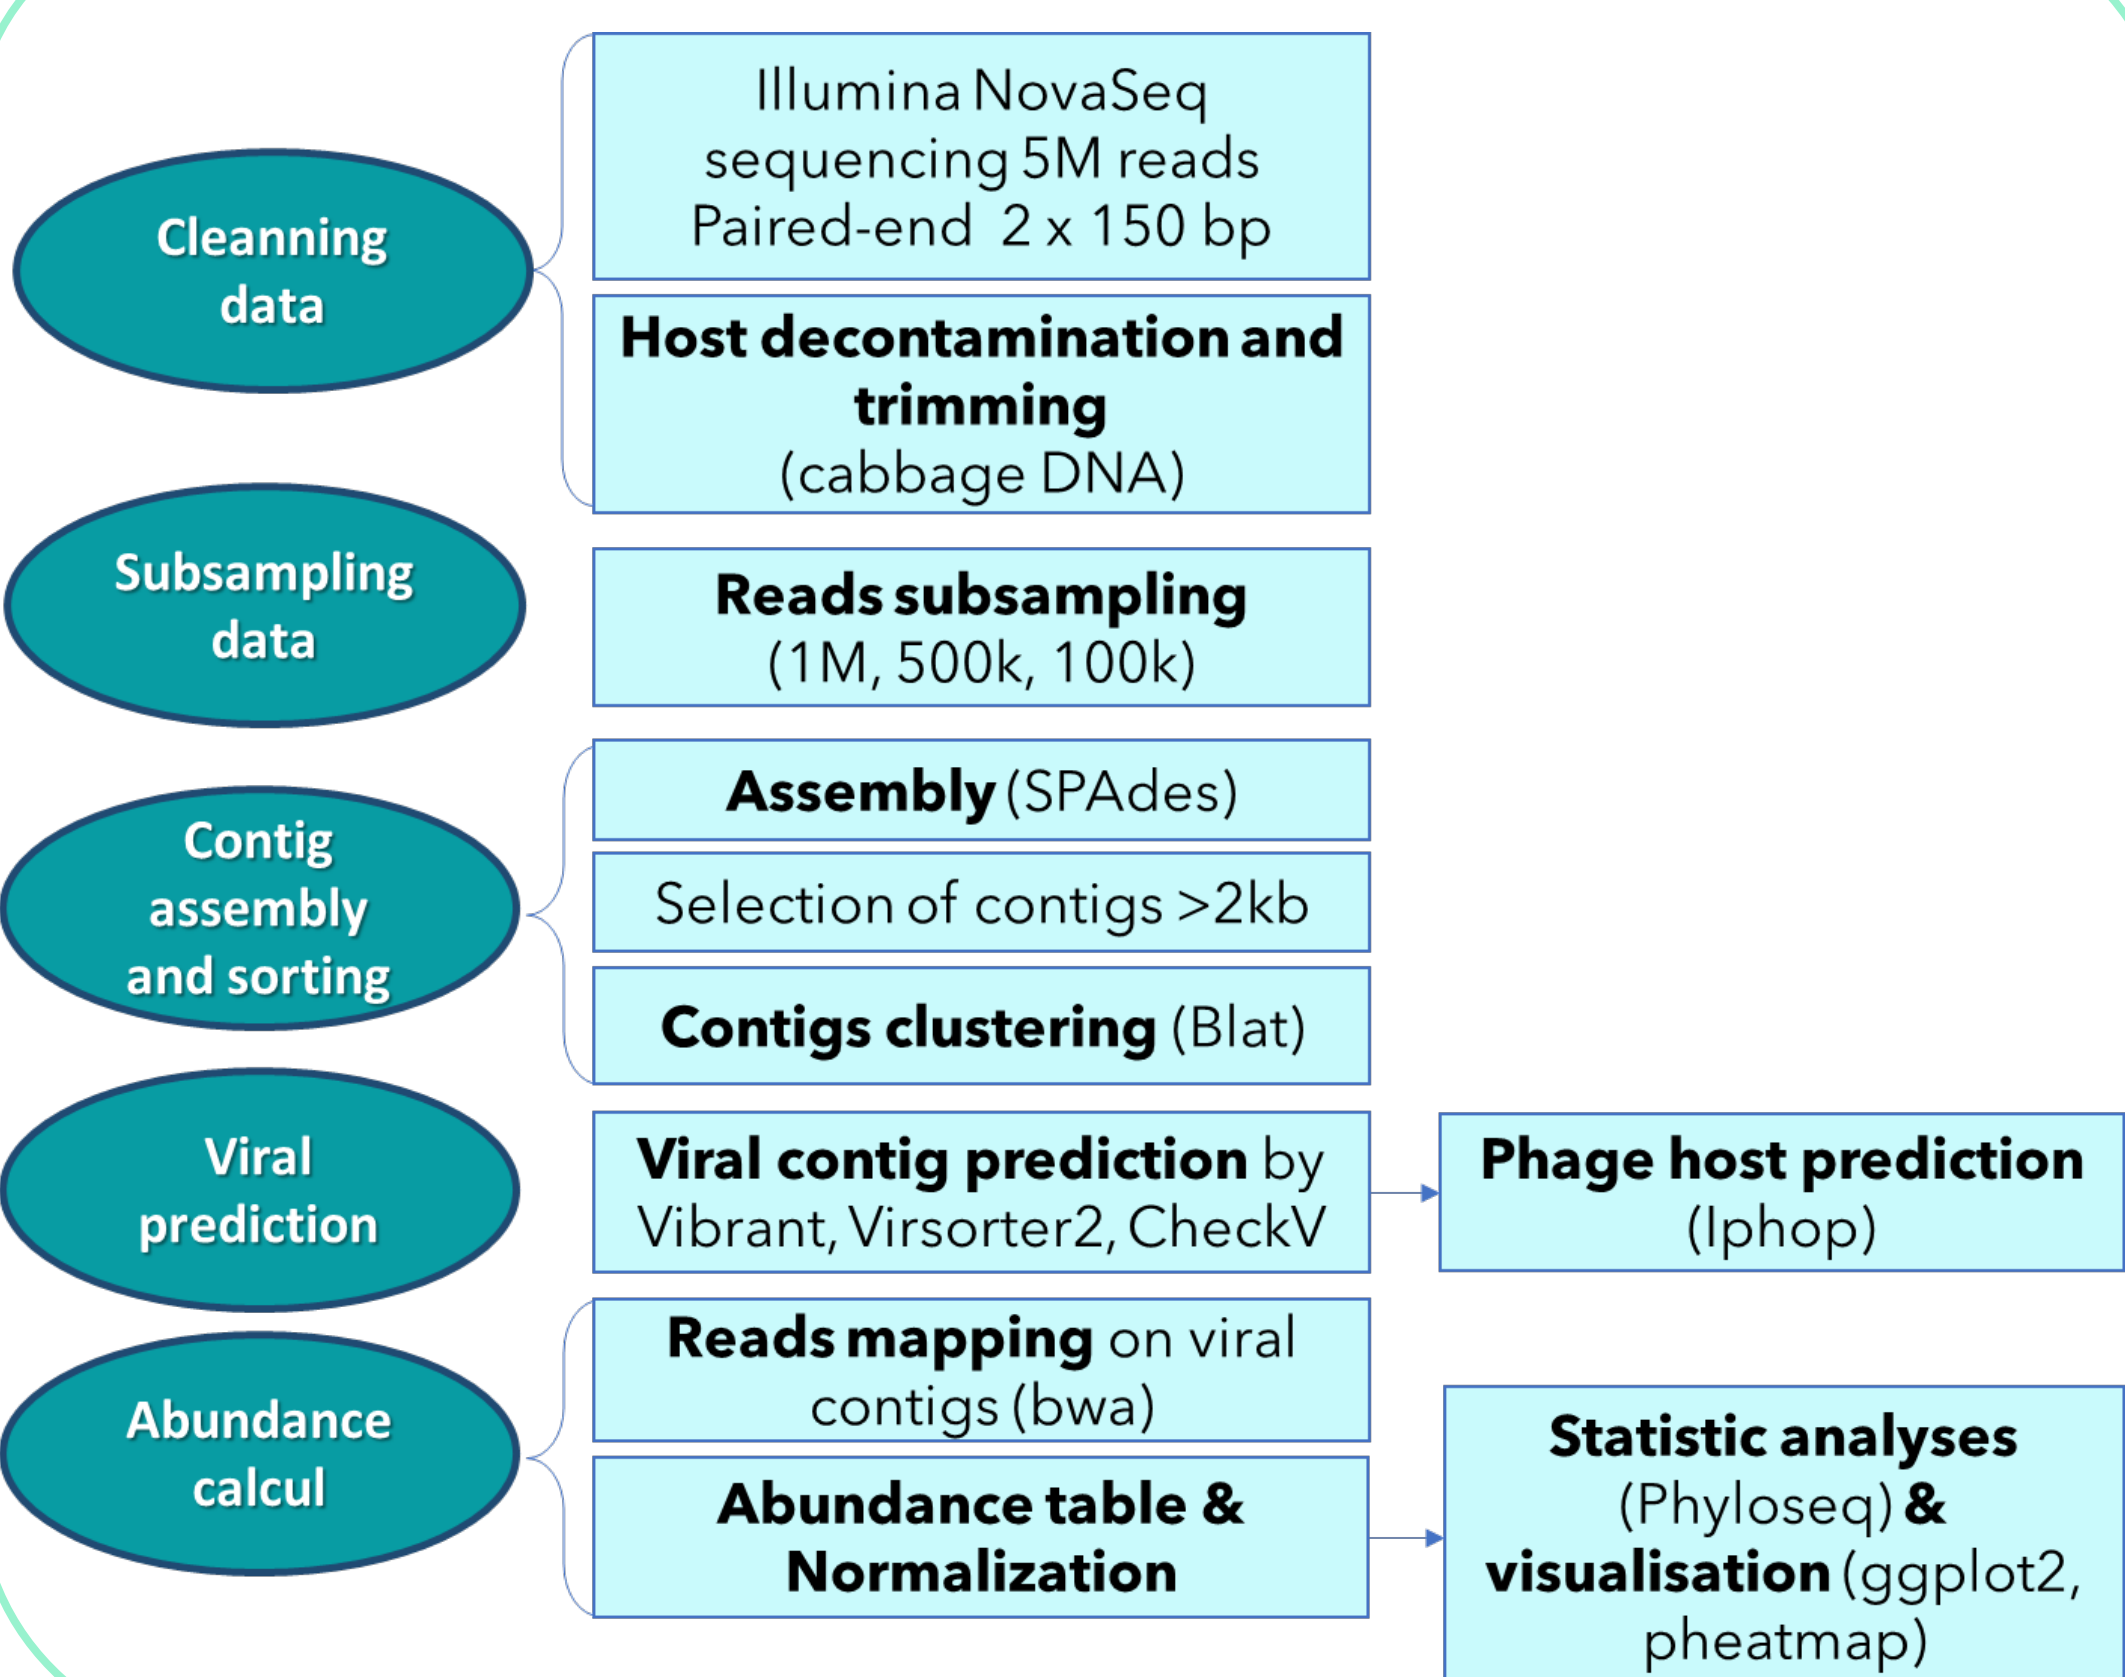 Cleanning
data
Illumina NovaSeq
sequencing 5M reads
Paired-end 2 x 150 bp
Host decontamination and
trimming
(cabbage DNA)
Subsampling
data
Reads subsampling
(1M, 500k, 100k)
Contig
assembly
and sorting
Assembly (SPAdes)
Selection of contigs >2kb
Contigs clustering (Blat)
Viral
prediction
Viral contig prediction by
Vibrant, Virsorter2, CheckV
Phage host prediction
(Iphop)
Abundance
calcul
Reads mapping on viral
contigs (bwa)
Abundance table &
Normalization
Statistic analyses
(Phyloseq) &
visualisation (ggplot2,
pheatmap)